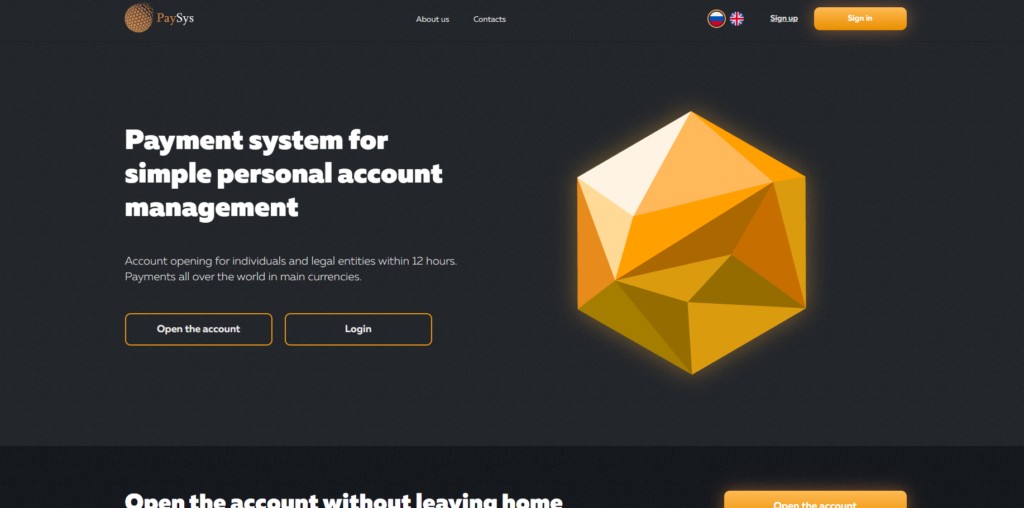 PaySys
About us
Contacts
Sign up
Sign in
Payment system for
simple personal account
management
Account opening for individuals and legal entities within 12 hours.
Payments all over the world in main currencies.
Open the account
Login
Open the account without leaving home
Open the account